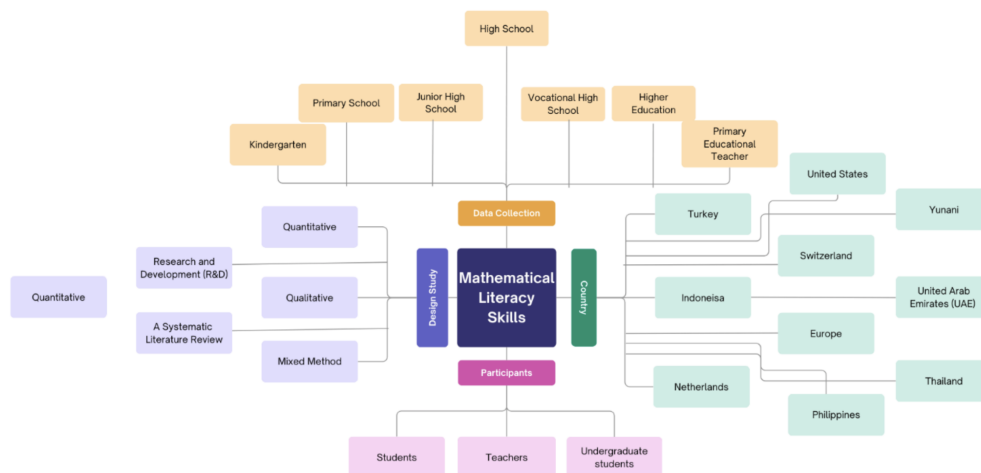 High School
Primary School
Junior High
School
Vocational High
School
Higher
Education
Kindergarten
Primary
Educational
Teacher
Data Collection
Quantitative
Research and
Development (R&D)
Quantitative
Qualitative
A Systematic
Literature Review
Mixed Method
Design Study
Mathematical
Literacy
Skills
Country
United States
Turkey
Yunani
Switzerland
Indoneisa
United Arab
Emirates (UAE)
Europe
Netherlands
Thailand
Philippines
Participants
Students
Teachers
Undergraduate
students